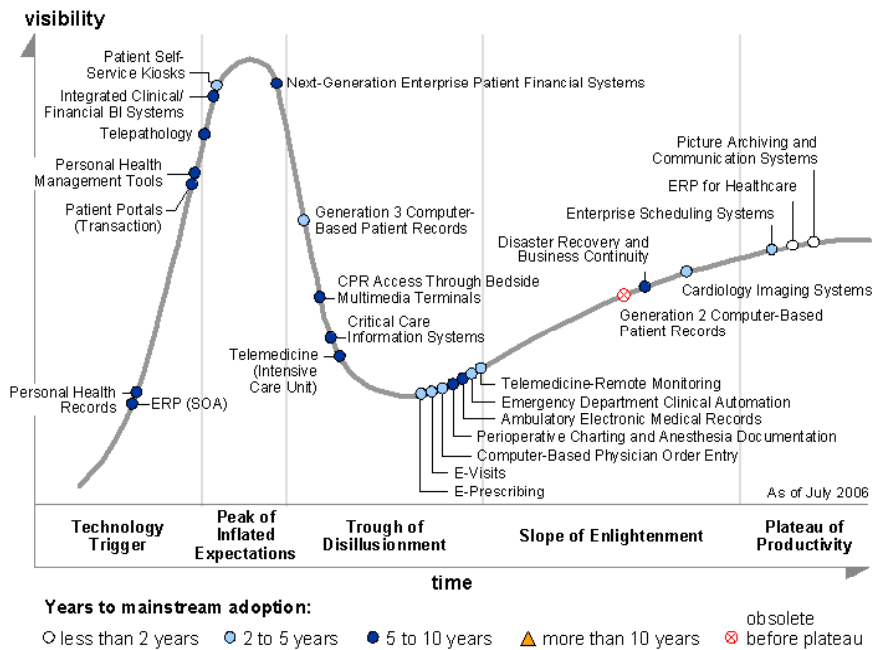 visibility
Patient Self-
Service Kiosks
Integrated Clinical/
Financial BI Systems
Telepathology
Personal Health
Management Tools
Patient Portals
(Transaction)
Personal Health
Records
ERP (SOA)
Next-Generation Enterprise Patient Financial Systems
Generation 3 Computer-
Based Patient Records
CPR Access Through Bedside
Multimedia Terminals
Critical Care
Information Systems
Telemedicine
(Intensive
Care Unit)
Picture Archiving and
Communication Systems
ERP for Healthcare
Enterprise Scheduling Systems
Disaster Recovery and
Business Continuity
Cardiology Imaging Systems
Generation 2 Computer-Based
Patient Records
Telemedicine-Remote Monitoring
Emergency Department Clinical Automation
Ambulatory Electronic Medical Records
Perioperative Charting and Anesthesia Documentation
Computer-Based Physician Order Entry
E-Visits
E-Prescribing
As of July 2006
Technology
Trigger
Peak of
Inflated
Expectations
Trough of
Disillusionment
Slope of Enlightenment
Plateau of
Productivity
time
Years to mainstream adoption:
less than 2 years
2 to 5 years
5 to 10 years
more than 10 years
obsolete
before plateau